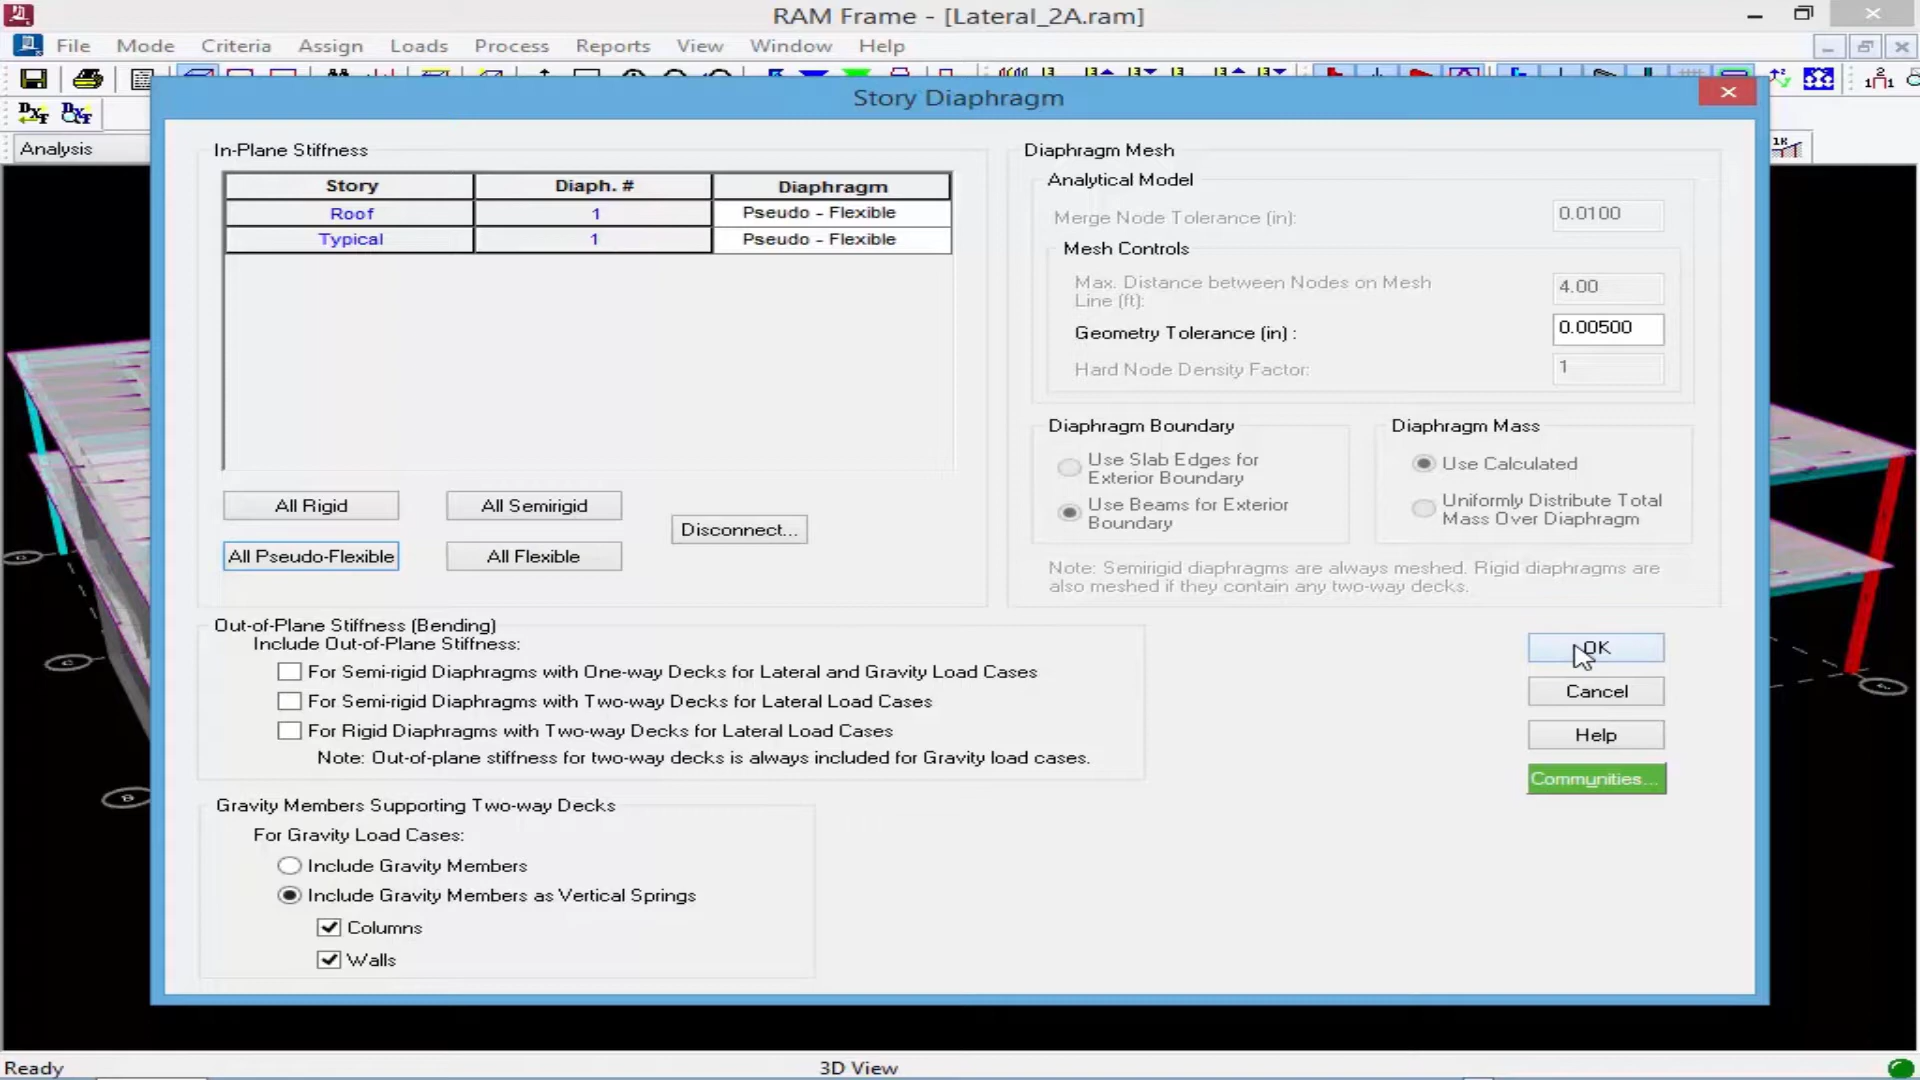 RAM Frame - [Lateral_2A.ram]
File Mode Criteria Assign Loads Process Reports View Window Help
Analysis
Story Diaphragm
In-Plane Stiffness
Story Diaph. # Diaphragm
Roof 1 Pseudo - Flexible
Typical 1 Pseudo - Flexible
All Rigid All Semirigid
Disconnect...
All Pseudo-Flexible All Flexible
Diaphragm Mesh
Analytical Model
Merge Node Tolerance (in): 0.0100
Mesh Controls
Max. Distance between Nodes on Mesh
Line (ft): 4.00
Geometry Tolerance (in) : 0.00500
Hard Node Density Factor: 1
Diaphragm Boundary
Use Slab Edges for
Exterior Boundary
Use Beams for Exterior
Boundary
Diaphragm Mass
Use Calculated
Uniformly Distribute Total
Mass Over Diaphragm
Note: Semirigid diaphragms are always meshed. Rigid diaphragms are
also meshed if they contain any two-way decks.
Out-of-Plane Stiffness (Bending)
Include Out-of-Plane Stiffness:
For Semi-rigid Diaphragms with One-way Decks for Lateral and Gravity Load Cases
For Semi-rigid Diaphragms with Two-way Decks for Lateral Load Cases
For Rigid Diaphragms with Two-way Decks for Lateral Load Cases
Note: Out-of-plane stiffness for two-way decks is always included for Gravity load cases.
Gravity Members Supporting Two-way Decks
For Gravity Load Cases:
Include Gravity Members
Include Gravity Members as Vertical Springs
Columns
Walls
OK
Cancel
Help
Communities...
Ready 3D View